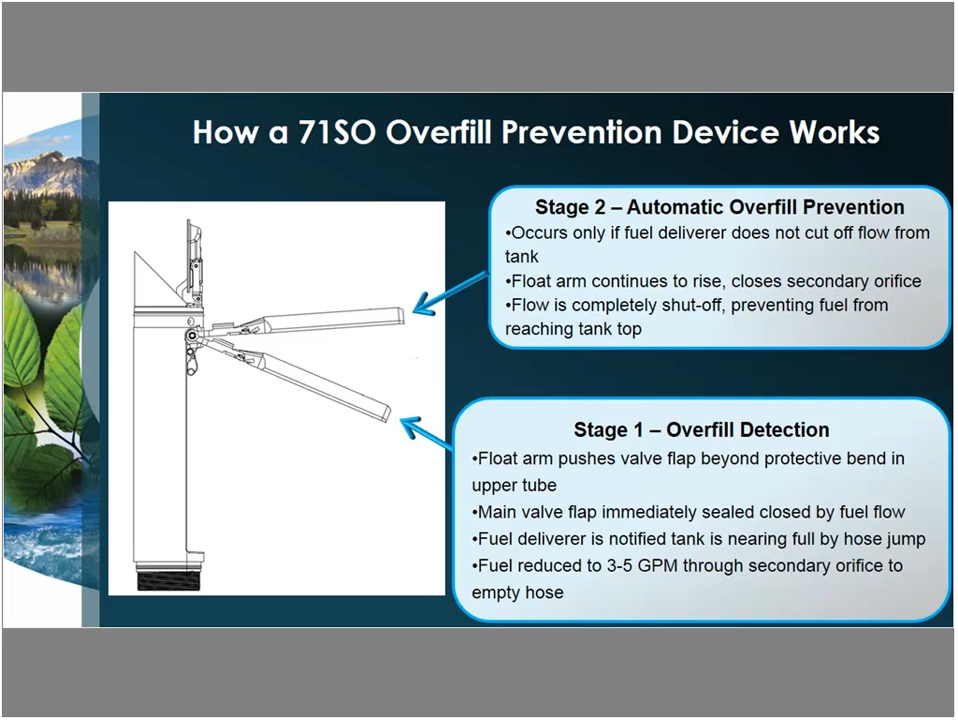 How a 71SO Overfill Prevention Device Works
Stage 2 – Automatic Overfill Prevention
•Occurs only if fuel deliverer does not cut off flow from
tank
•Float arm continues to rise, closes secondary orifice
•Flow is completely shut-off, preventing fuel from
reaching tank top
Stage 1 – Overfill Detection
•Float arm pushes valve flap beyond protective bend in
upper tube
•Main valve flap immediately sealed closed by fuel flow
•Fuel deliverer is notified tank is nearing full by hose jump
•Fuel reduced to 3-5 GPM through secondary orifice to
empty hose